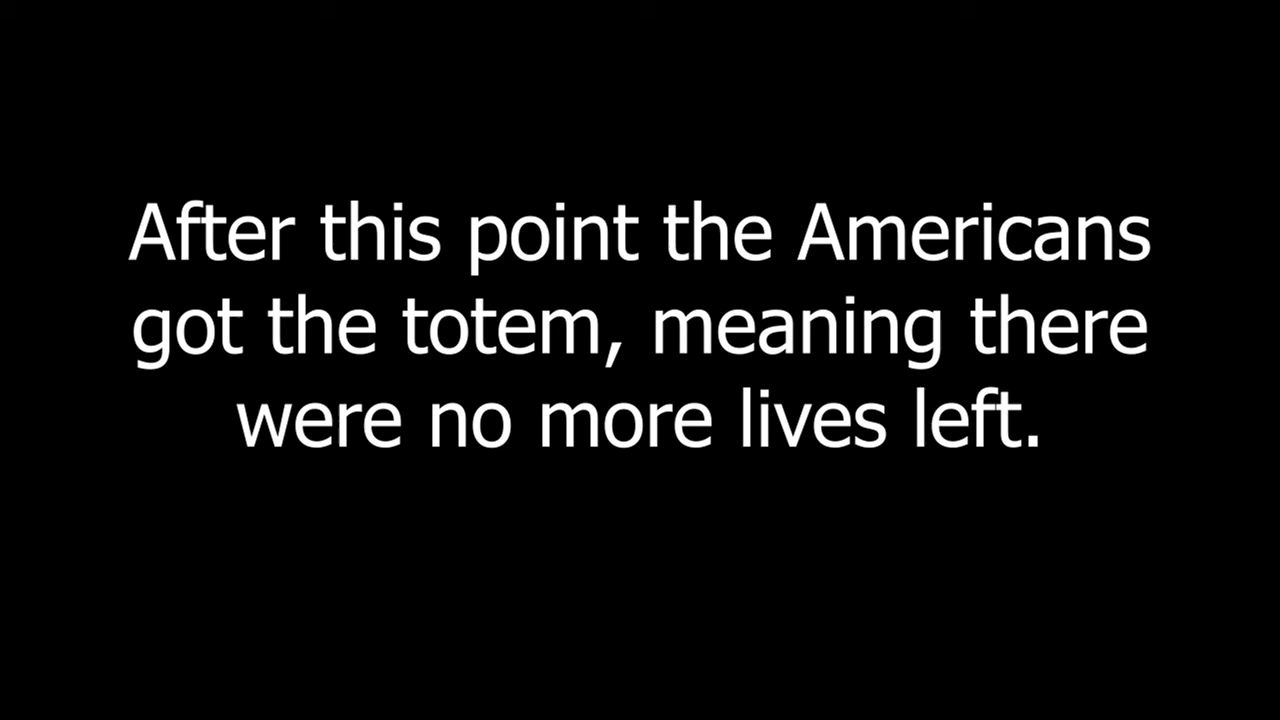 After this point the Americans
got the totem, meaning there
were no more lives left.